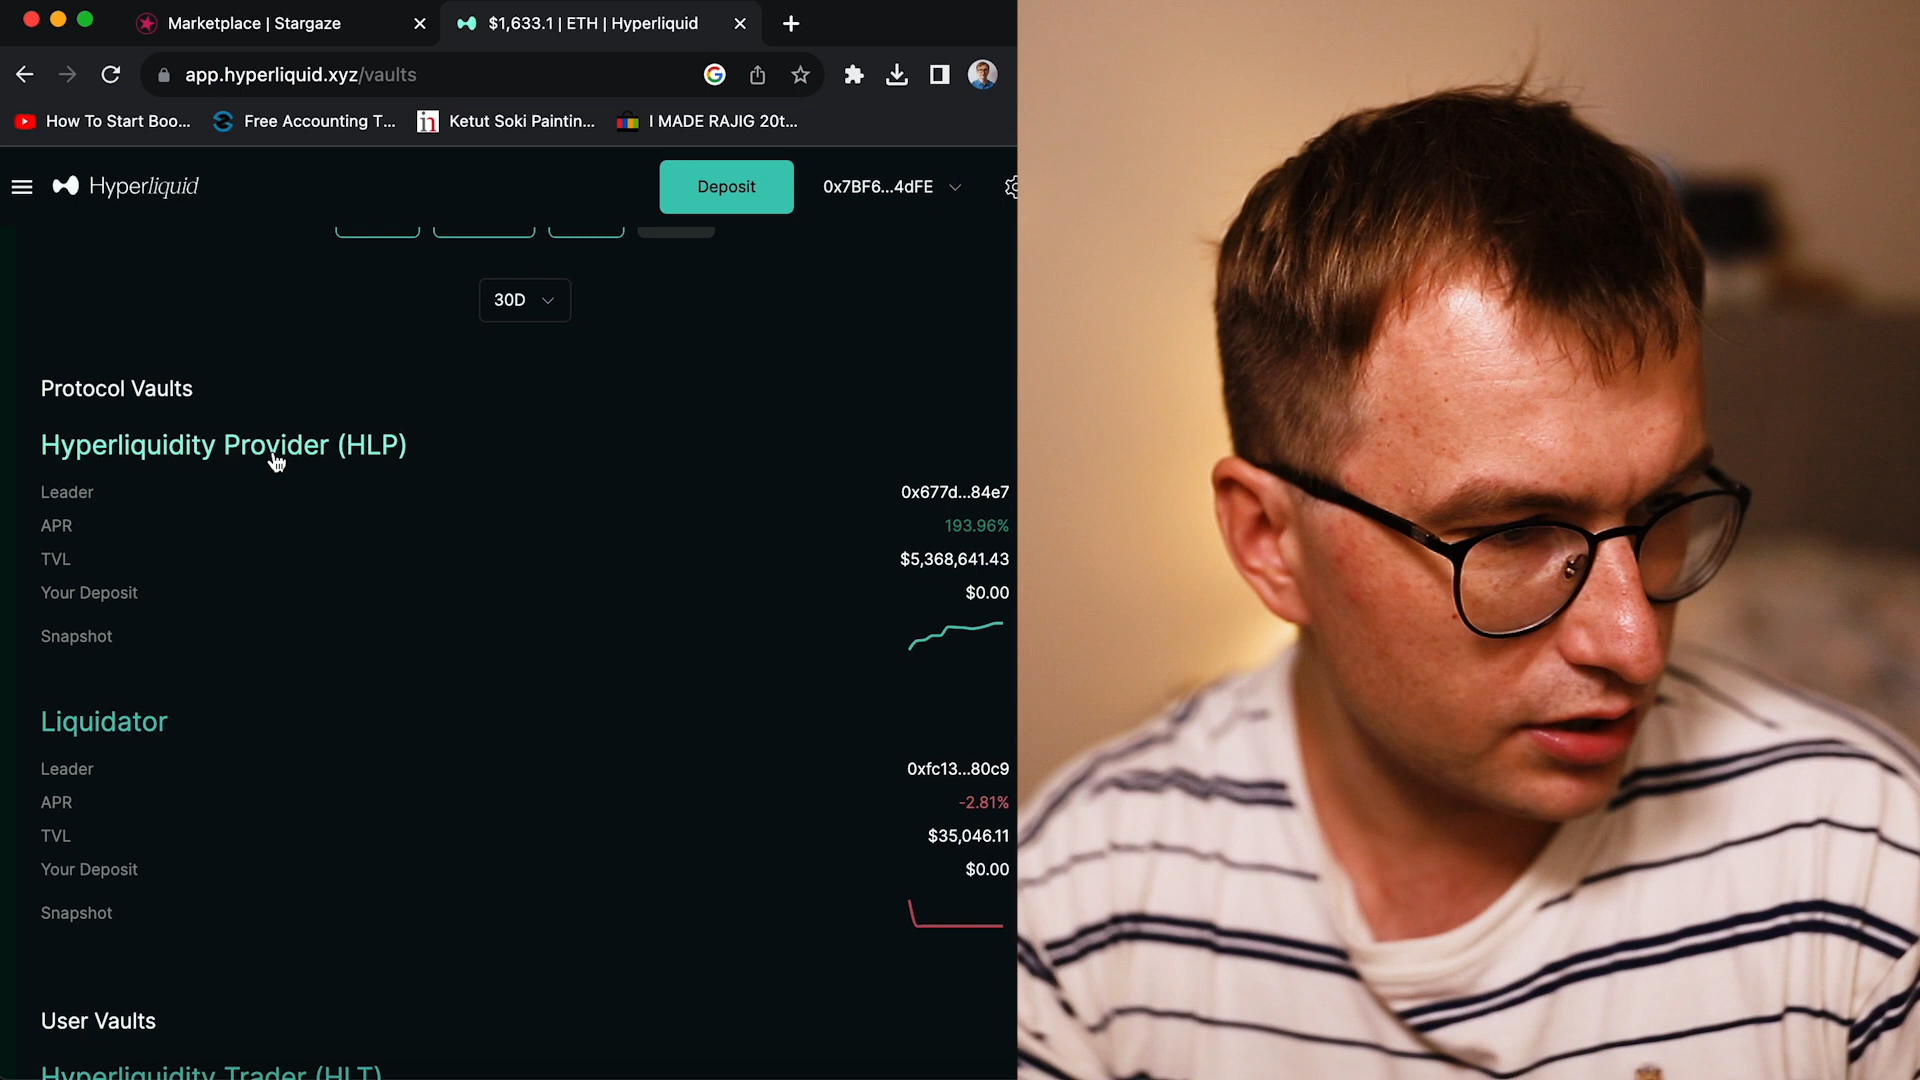 Marketplace | Stargaze
$1,633.1 | ETH | Hyperliquid
app.hyperliquid.xyz/vaults
How To Start Boo...
Free Accounting T...
Ketut Soki Paintin...
I MADE RAJIG 20t...
Hyperliquid
Deposit
0x7BF6...4dFE
30D
Protocol Vaults
Hyperliquidity Provider (HLP)
Leader 0x677d...84e7
APR 193.96%
TVL $5,368,641.43
Your Deposit $0.00
Snapshot
Liquidator
Leader 0xfc13...80c9
APR -2.81%
TVL $35,046.11
Your Deposit $0.00
Snapshot
User Vaults
Hyperliquidity Trader (HLT)